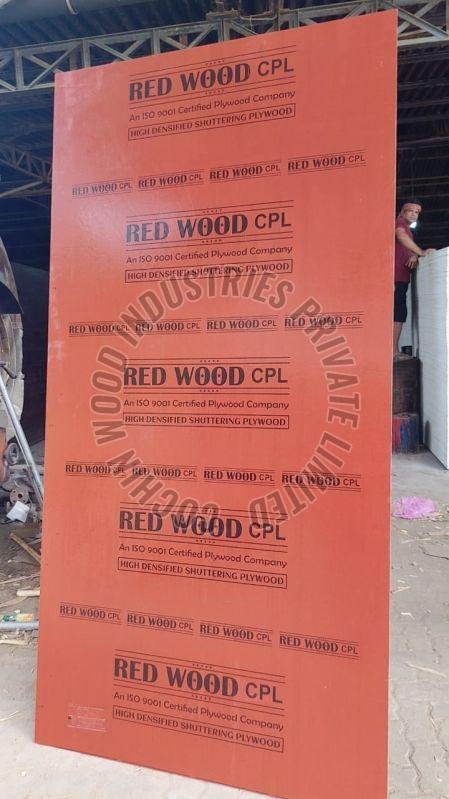 RED WOOD CPL
An ISO 9001 Certified Plywood Company
HIGH DENSIFIED SHUTTERING PLYWOOD
RED WOOD CPL RED WOOD CPL RED WOOD CPL RED WOOD CPL
RED WOOD CPL
An ISO 9001 Certified Plywood Company
HIGH DENSIFIED SHUTTERING PLYWOOD
RED WOOD CPL RED WOOD CPL RED WOOD CPL RED WOOD CPL
RED WOOD CPL
An ISO 9001 Certified Plywood Company
HIGH DENSIFIED SHUTTERING PLYWOOD
RED WOOD CPL RED WOOD CPL RED WOOD CPL RED WOOD CPL
RED WOOD CPL
An ISO 9001 Certified Plywood Company
HIGH DENSIFIED SHUTTERING PLYWOOD
RED WOOD CPL RED WOOD CPL RED WOOD CPL RED WOOD CPL
RED WOOD CPL
An ISO 9001 Certified Plywood Company
HIGH DENSIFIED SHUTTERING PLYWOOD
COCHIN WOOD INDUSTRIES PRIVATE LIMITED